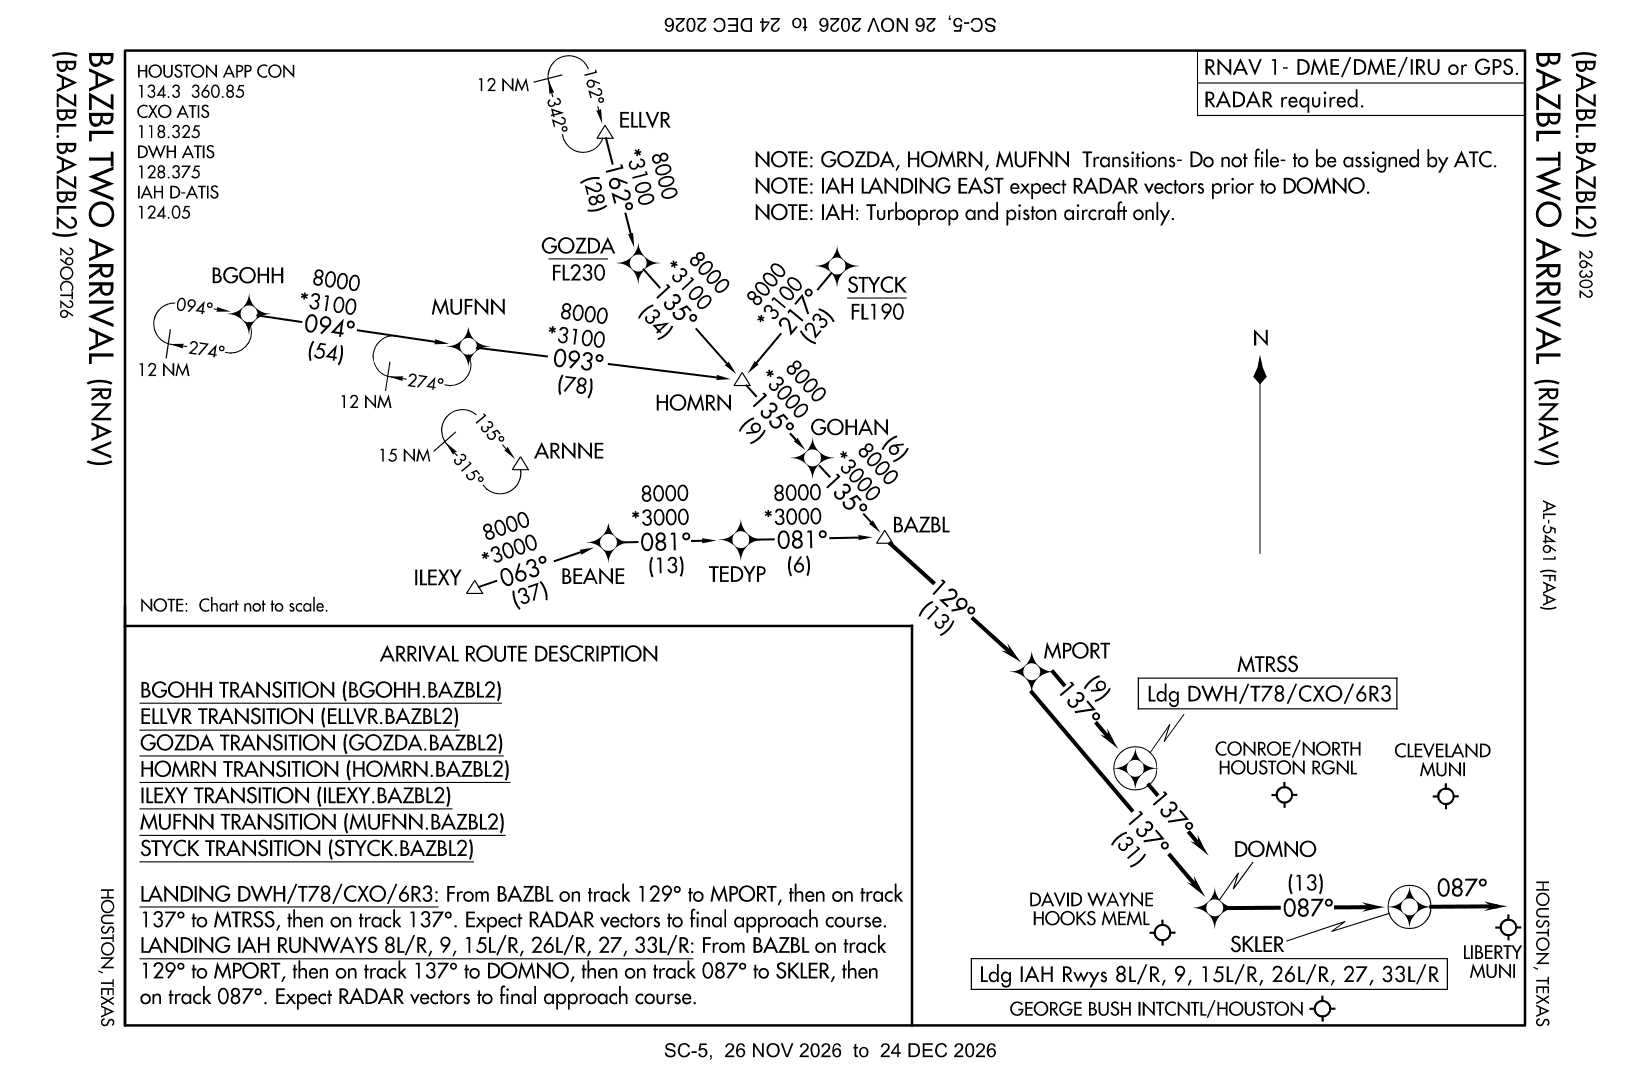 SC-5, 26 NOV 2026 to 24 DEC 2026
(BAZBL.BAZBL2) 29OCT26
BAZBL TWO ARRIVAL (RNAV)
HOUSTON, TEXAS
HOUSTON APP CON
134.3 360.85
CXO ATIS
118.325
DWH ATIS
128.375
IAH D-ATIS
124.05
RNAV 1- DME/DME/IRU or GPS.
RADAR required.
NOTE: GOZDA, HOMRN, MUFNN Transitions- Do not file- to be assigned by ATC.
NOTE: IAH LANDING EAST expect RADAR vectors prior to DOMNO.
NOTE: IAH: Turboprop and piston aircraft only.
12 NM
162°
342°
ELLVR
8000
*3100
162°
(28)
GOZDA
FL230
8000
*3100
135°
(34)
STYCK
FL190
8000
*3100
217°
(23)
BGOHH
094°
274°
12 NM
8000
*3100
094°
(54)
MUFNN
274°
12 NM
8000
*3100
093°
(78)
HOMRN
8000
*3000
135°
(9)
GOHAN
(6)
8000
*3000
135°
15 NM
135°
315°
ARNNE
ILEXY
8000
*3000
063°
(37)
BEANE
8000
*3000
081°
(13)
TEDYP
8000
*3000
081°
(6)
BAZBL
129°
(13)
MPORT
(9)
137°
MTRSS
Ldg DWH/T78/CXO/6R3
137°
137°
(31)
N
CONROE/NORTH
HOUSTON RGNL
CLEVELAND
MUNI
DOMNO
(13)
087°
087°
SKLER
DAVID WAYNE
HOOKS MEML
LIBERTY
MUNI
Ldg IAH Rwys 8L/R, 9, 15L/R, 26L/R, 27, 33L/R
GEORGE BUSH INTCNTL/HOUSTON
NOTE: Chart not to scale.
ARRIVAL ROUTE DESCRIPTION
BGOHH TRANSITION (BGOHH.BAZBL2)
ELLVR TRANSITION (ELLVR.BAZBL2)
GOZDA TRANSITION (GOZDA.BAZBL2)
HOMRN TRANSITION (HOMRN.BAZBL2)
ILEXY TRANSITION (ILEXY.BAZBL2)
MUFNN TRANSITION (MUFNN.BAZBL2)
STYCK TRANSITION (STYCK.BAZBL2)
LANDING DWH/T78/CXO/6R3: From BAZBL on track 129° to MPORT, then on track
137° to MTRSS, then on track 137°. Expect RADAR vectors to final approach course.
LANDING IAH RUNWAYS 8L/R, 9, 15L/R, 26L/R, 27, 33L/R: From BAZBL on track
129° to MPORT, then on track 137° to DOMNO, then on track 087° to SKLER, then
on track 087°. Expect RADAR vectors to final approach course.
(BAZBL.BAZBL2) 26302
BAZBL TWO ARRIVAL (RNAV)
AL-5461 (FAA)
HOUSTON, TEXAS
SC-5, 26 NOV 2026 to 24 DEC 2026